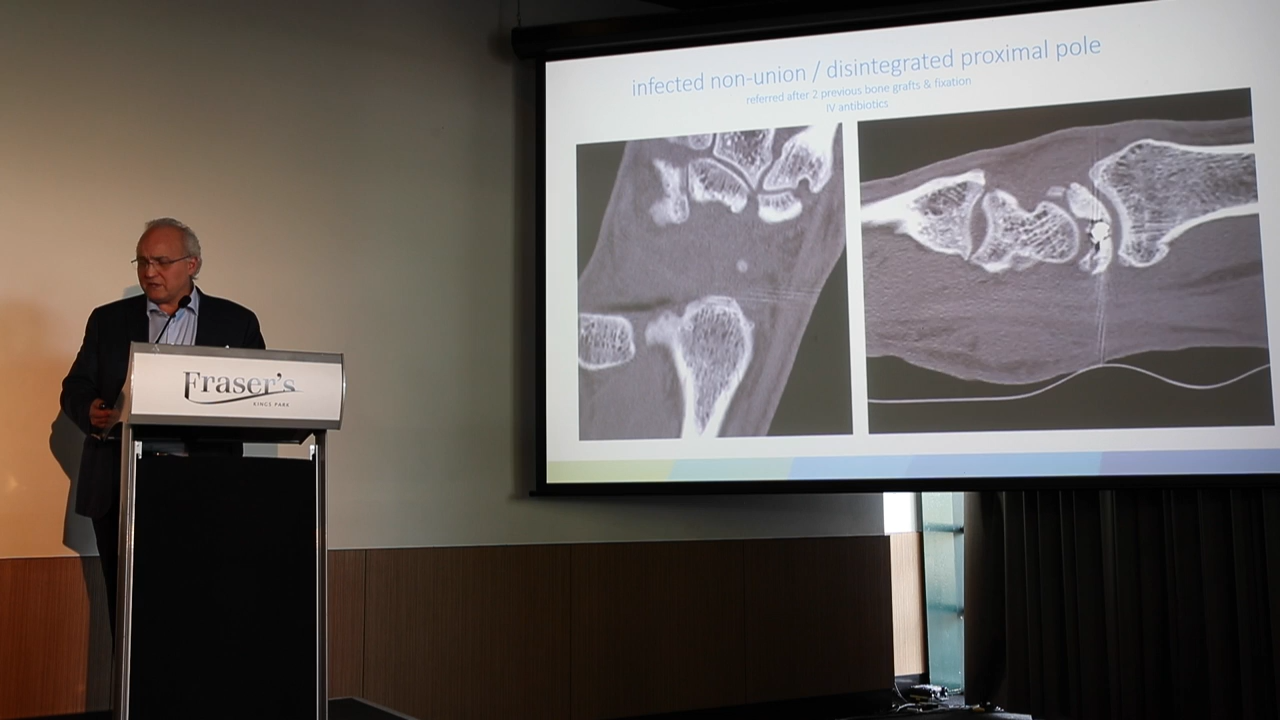 infected non-union / disintegrated proximal pole
referred after 2 previous bone grafts & fixation
IV antibiotics
Fraser's
KINGS PARK